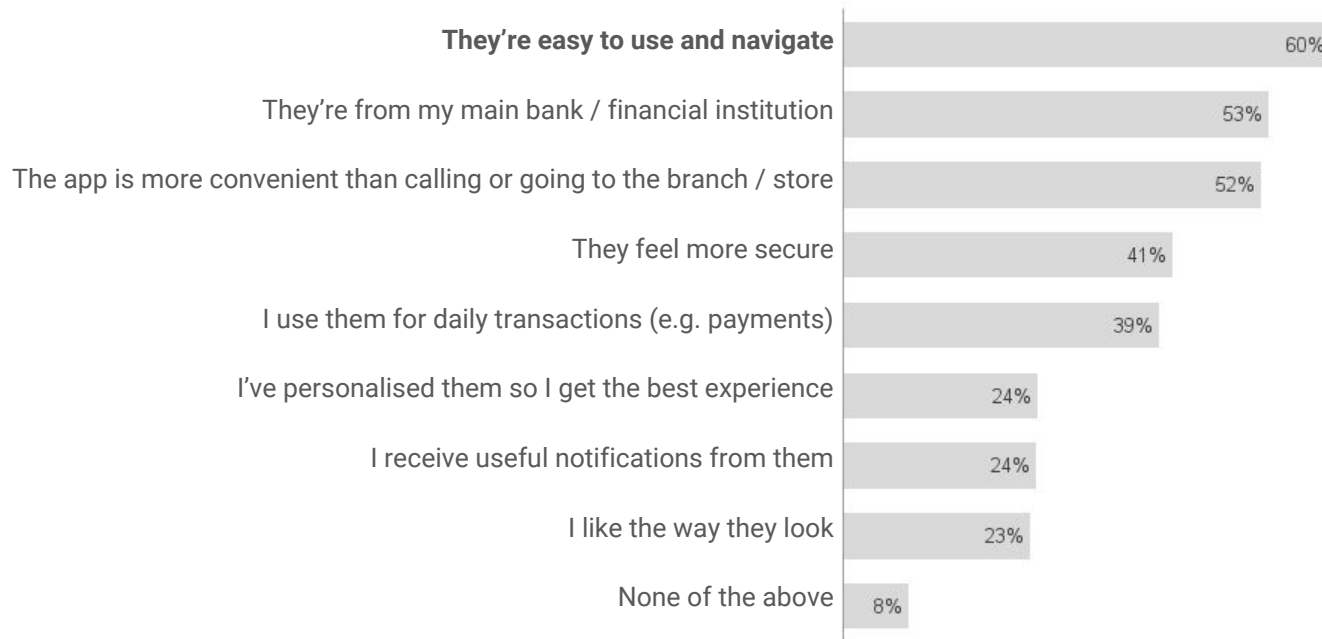 They’re easy to use and navigate 60%
They’re from my main bank / financial institution 53%
The app is more convenient than calling or going to the branch / store 52%
They feel more secure 41%
I use them for daily transactions (e.g. payments) 39%
I’ve personalised them so I get the best experience 24%
I receive useful notifications from them 24%
I like the way they look 23%
None of the above 8%